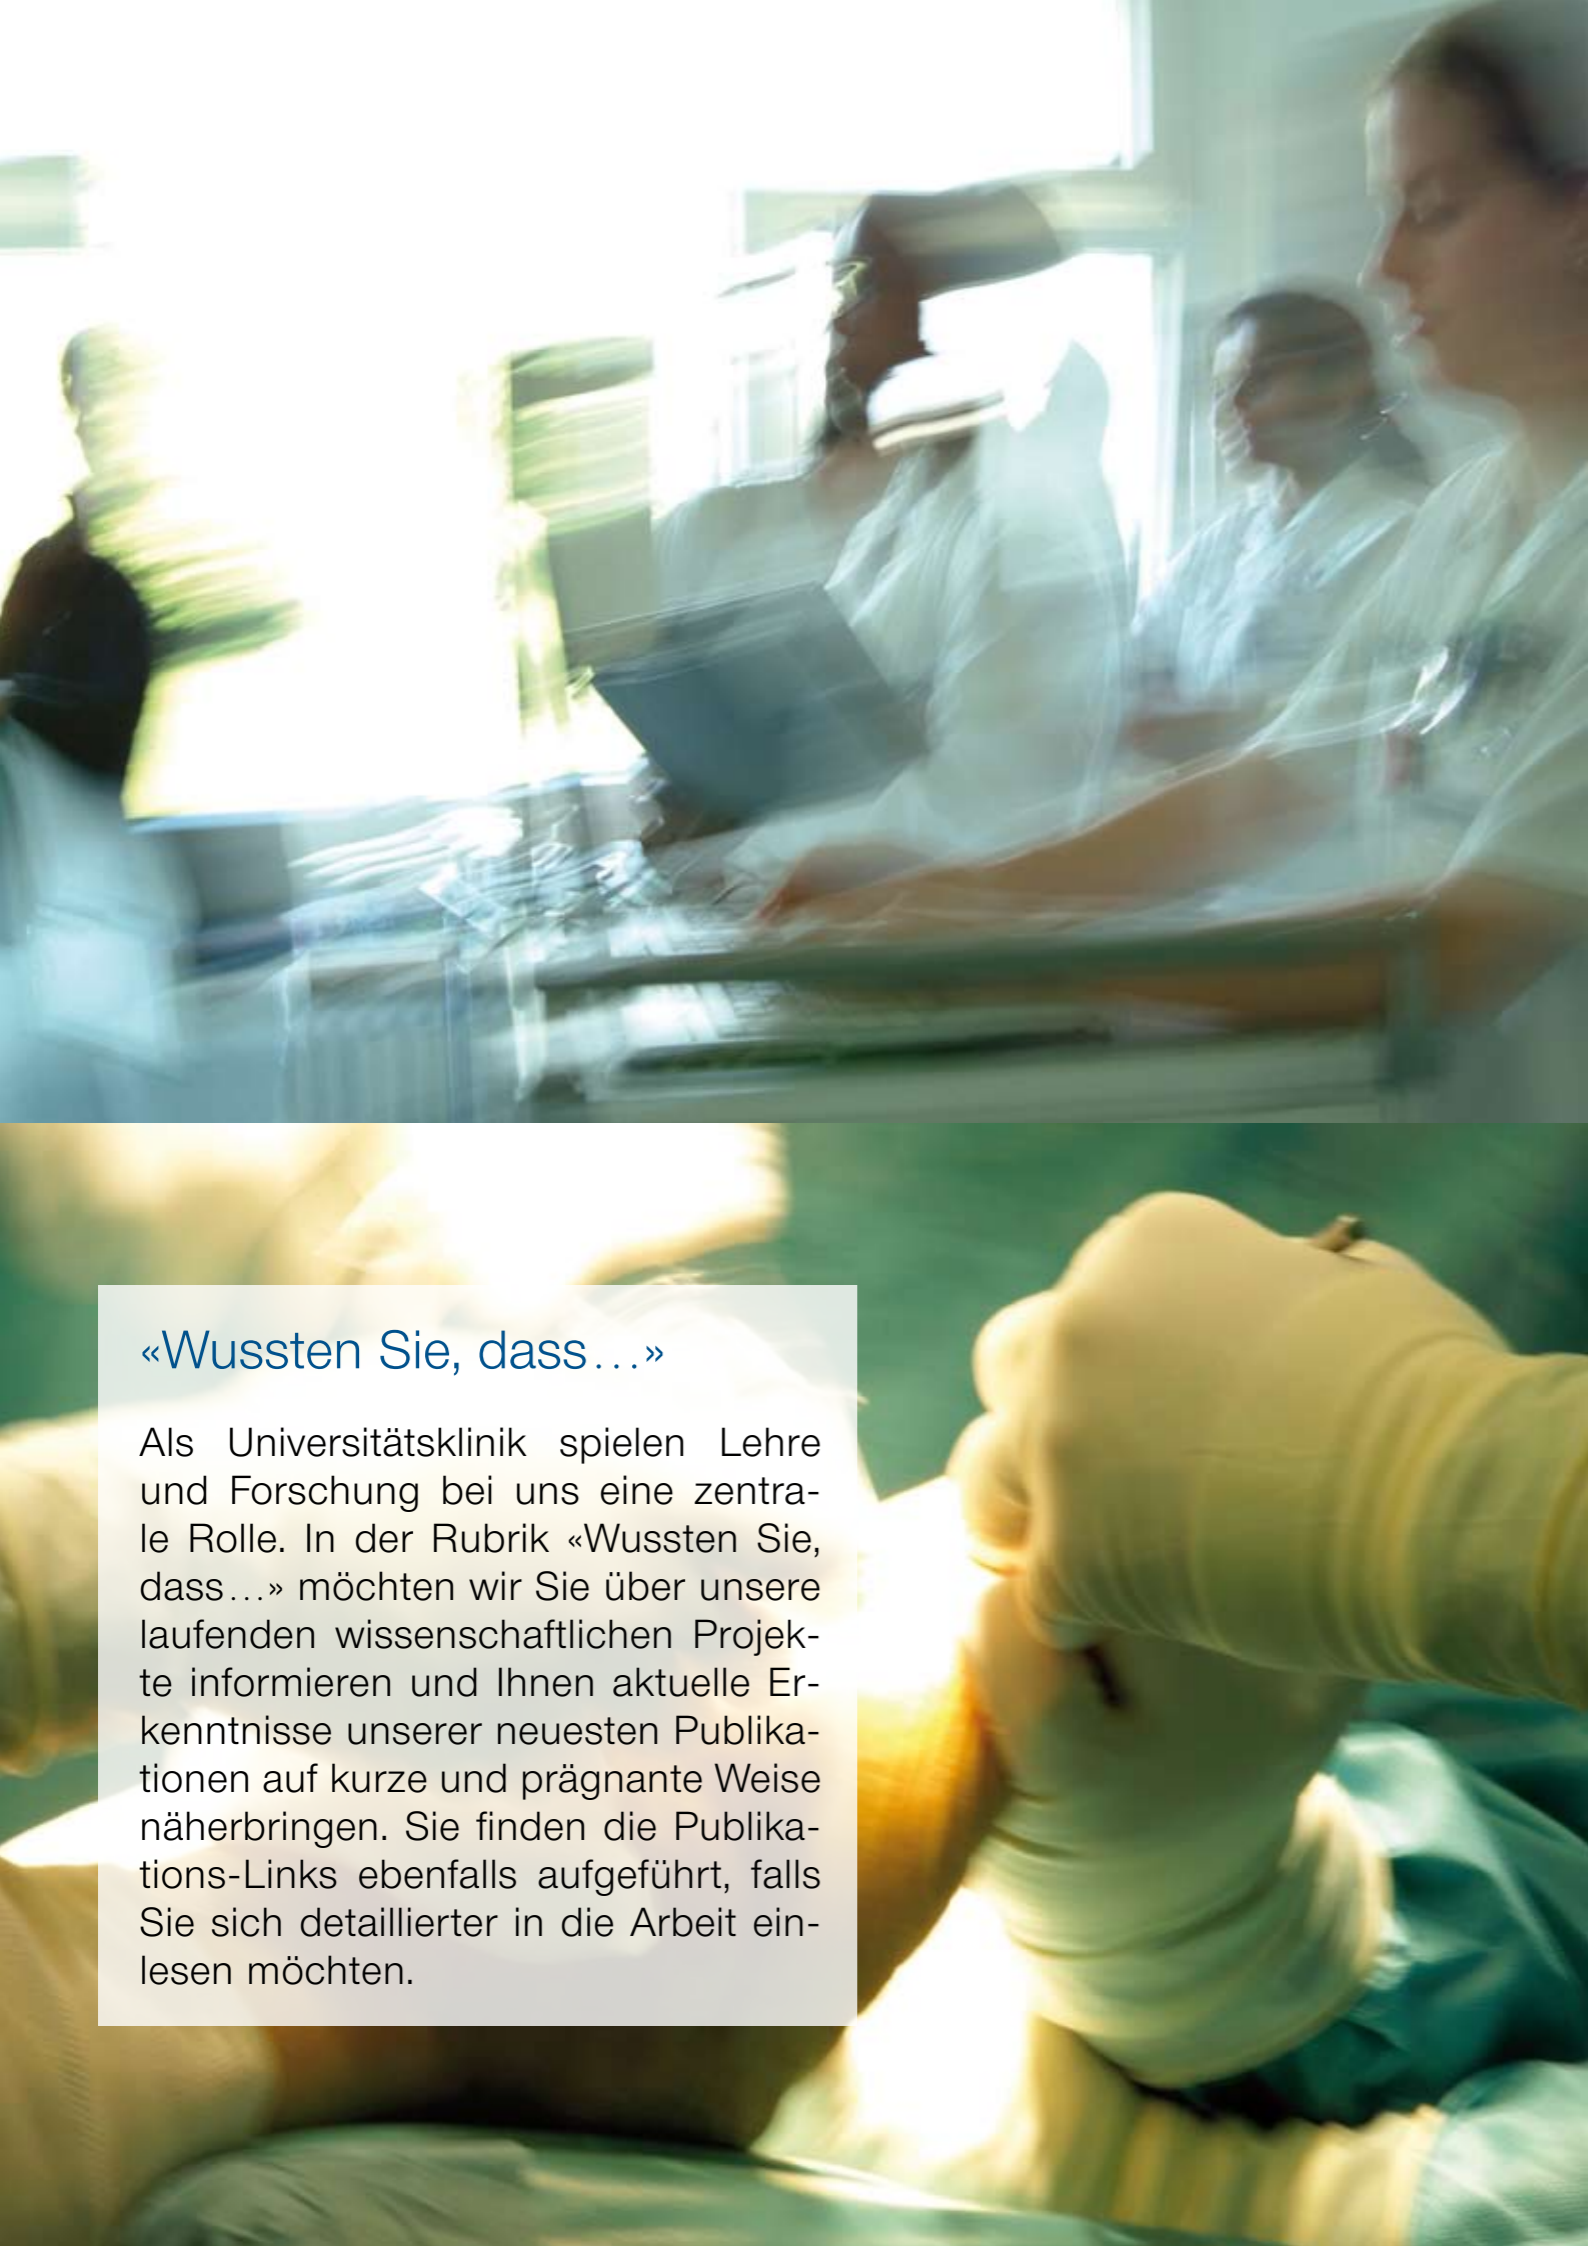 «Wussten Sie, dass…»
Als Universitätsklinik spielen Lehre
und Forschung bei uns eine zentra-
le Rolle. In der Rubrik «Wussten Sie,
dass…» möchten wir Sie über unsere
laufenden wissenschaftlichen Projek-
te informieren und Ihnen aktuelle Er-
kenntnisse unserer neuesten Publika-
tionen auf kurze und prägnante Weise
näherbringen. Sie finden die Publika-
tions-Links ebenfalls aufgeführt, falls
Sie sich detaillierter in die Arbeit ein-
lesen möchten.